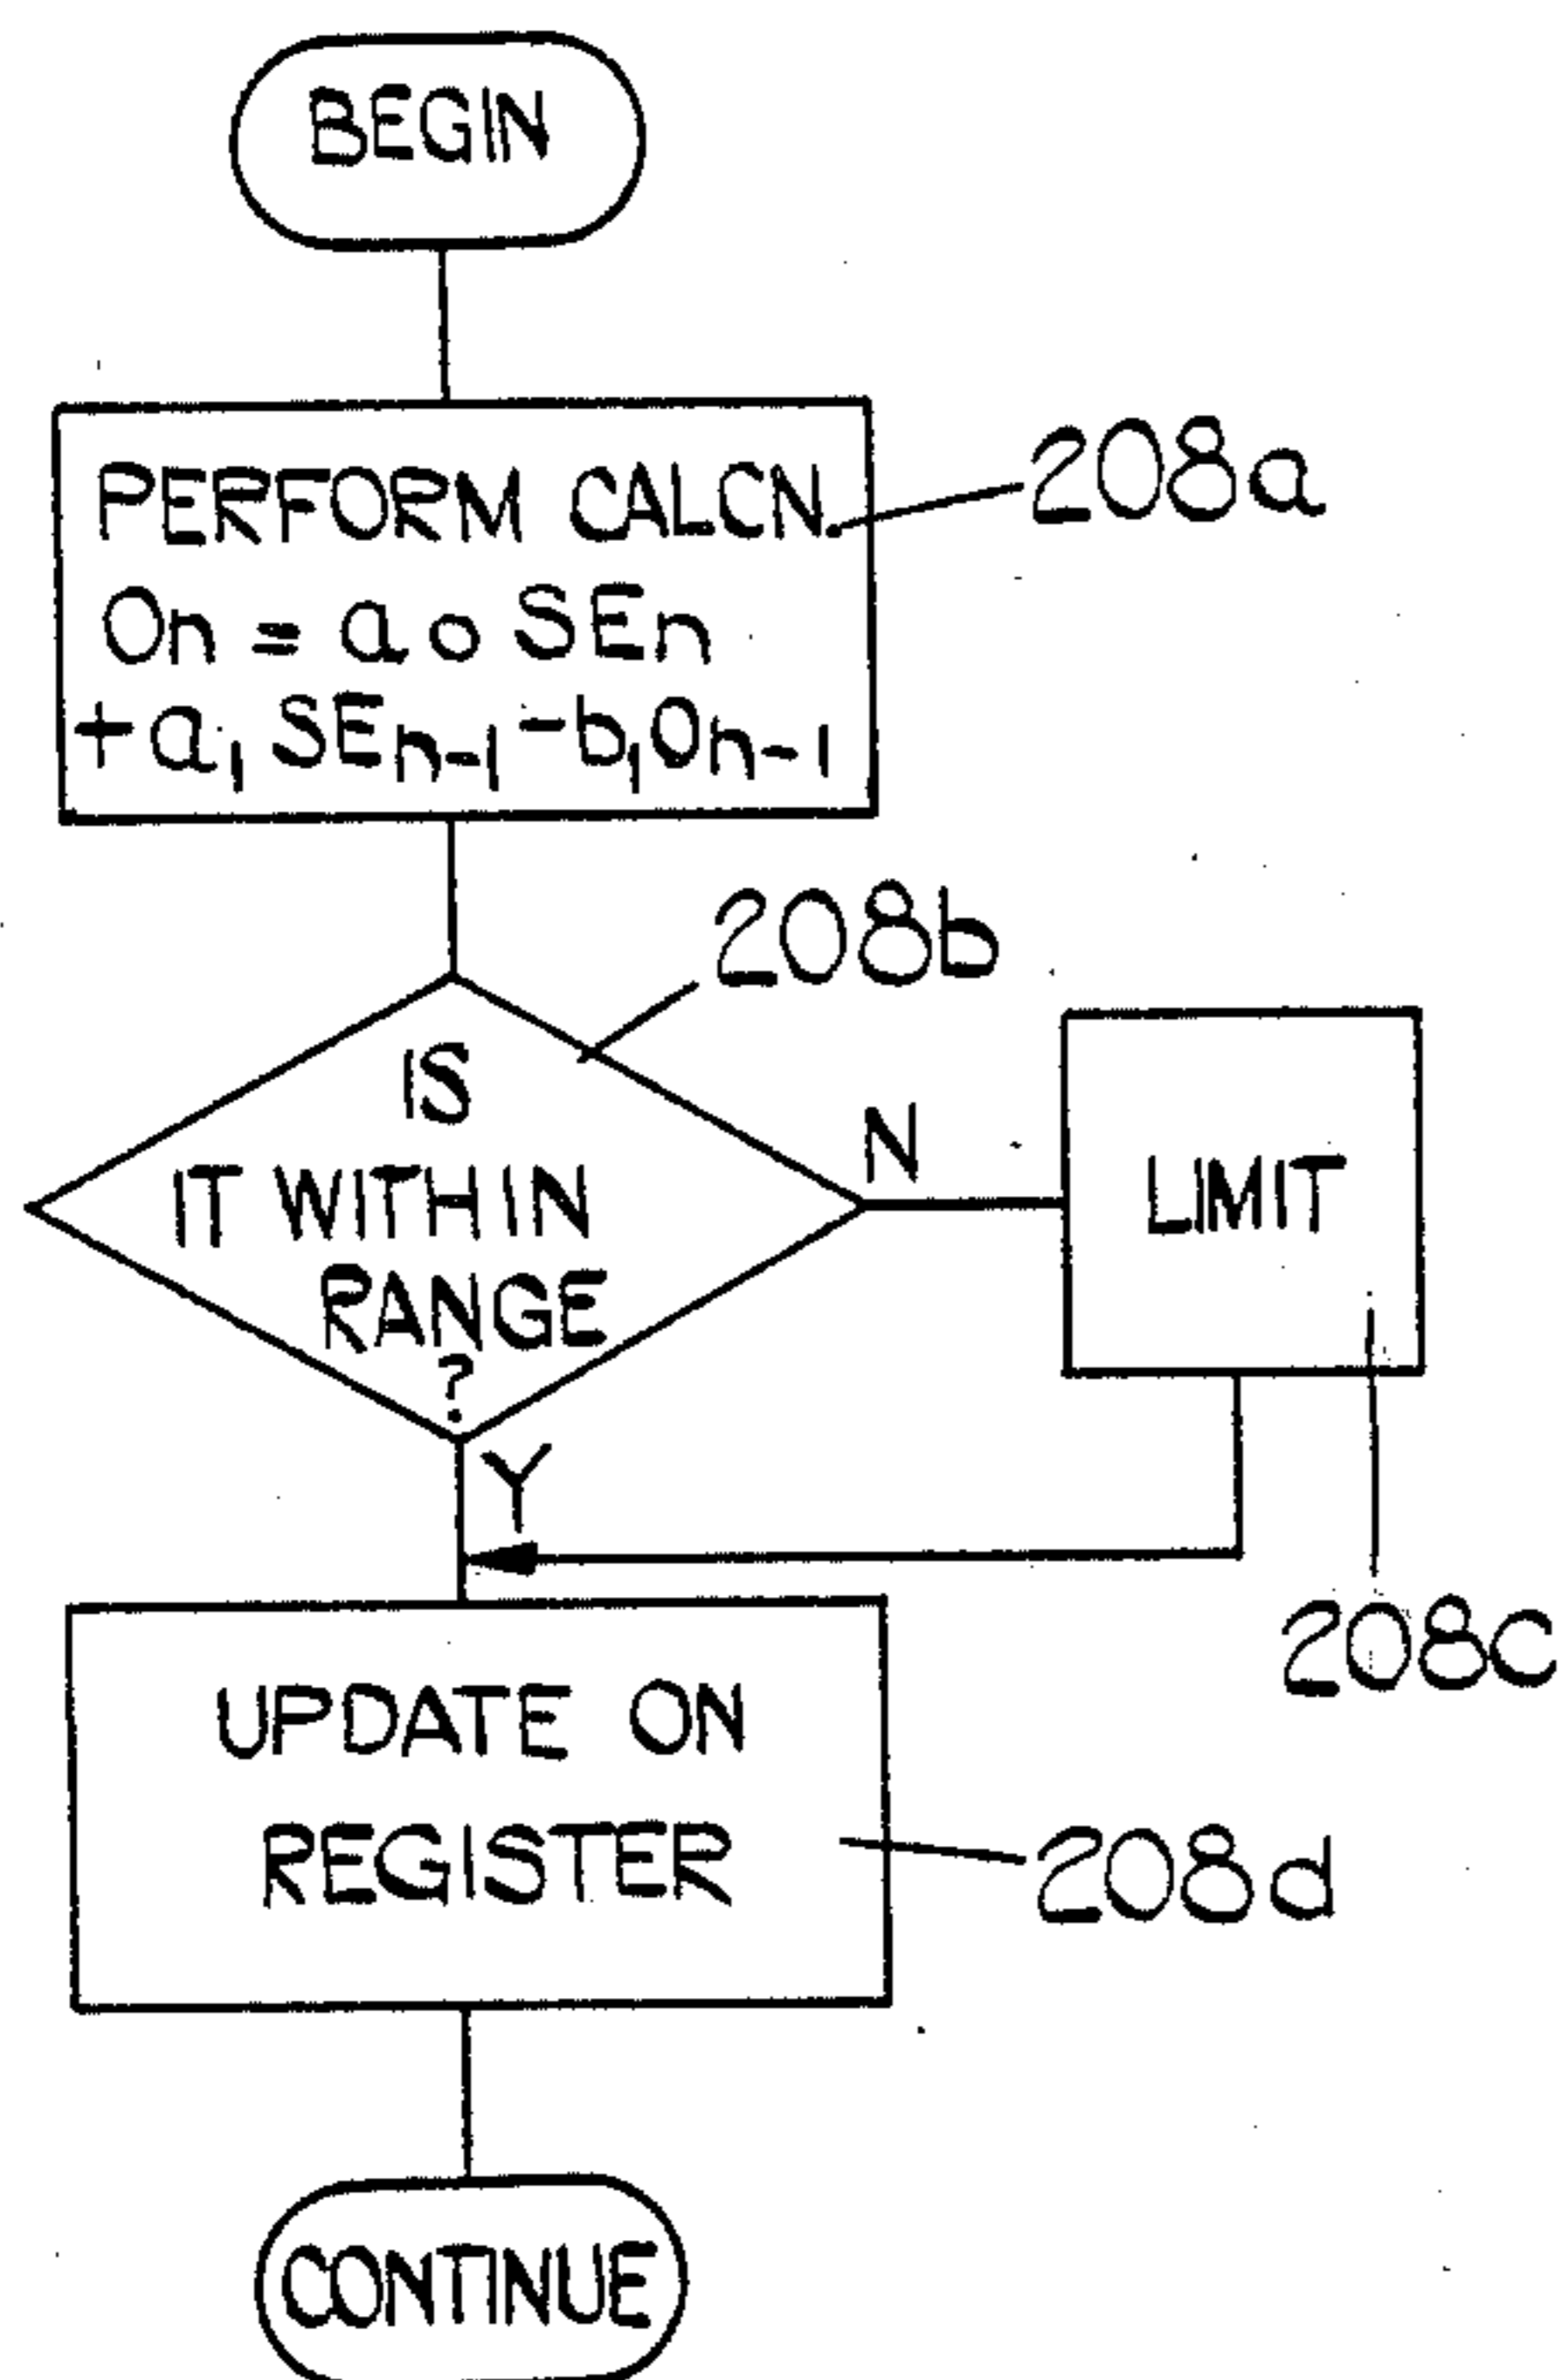 BEGIN
PERFORM CALCN.
208a
On = a o SEn
+ a1 SEn-1 - b1On-1
208b
IS
IT WITHIN
RANGE
?
N
LIMIT
Y
208c
UPDATE ON
REGISTER
208d
CONTINUE